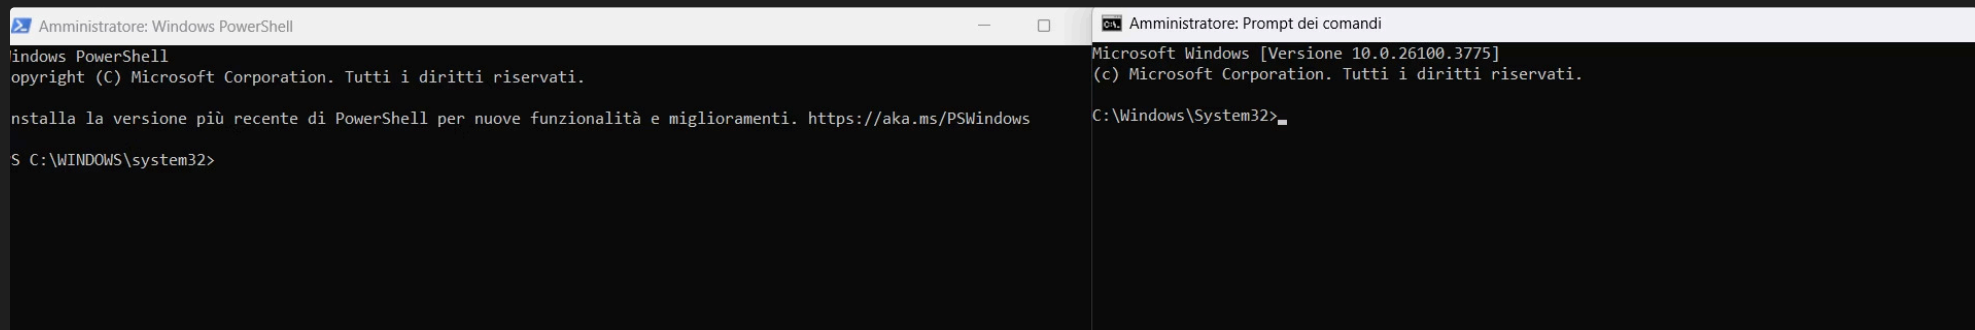 Amministratore: Windows PowerShell
indows PowerShell
opyright (C) Microsoft Corporation. Tutti i diritti riservati.
nstalla la versione più recente di PowerShell per nuove funzionalità e miglioramenti. https://aka.ms/PSWindows
S C:\WINDOWS\system32>
Amministratore: Prompt dei comandi
Microsoft Windows [Versione 10.0.26100.3775]
(c) Microsoft Corporation. Tutti i diritti riservati.
C:\Windows\System32>